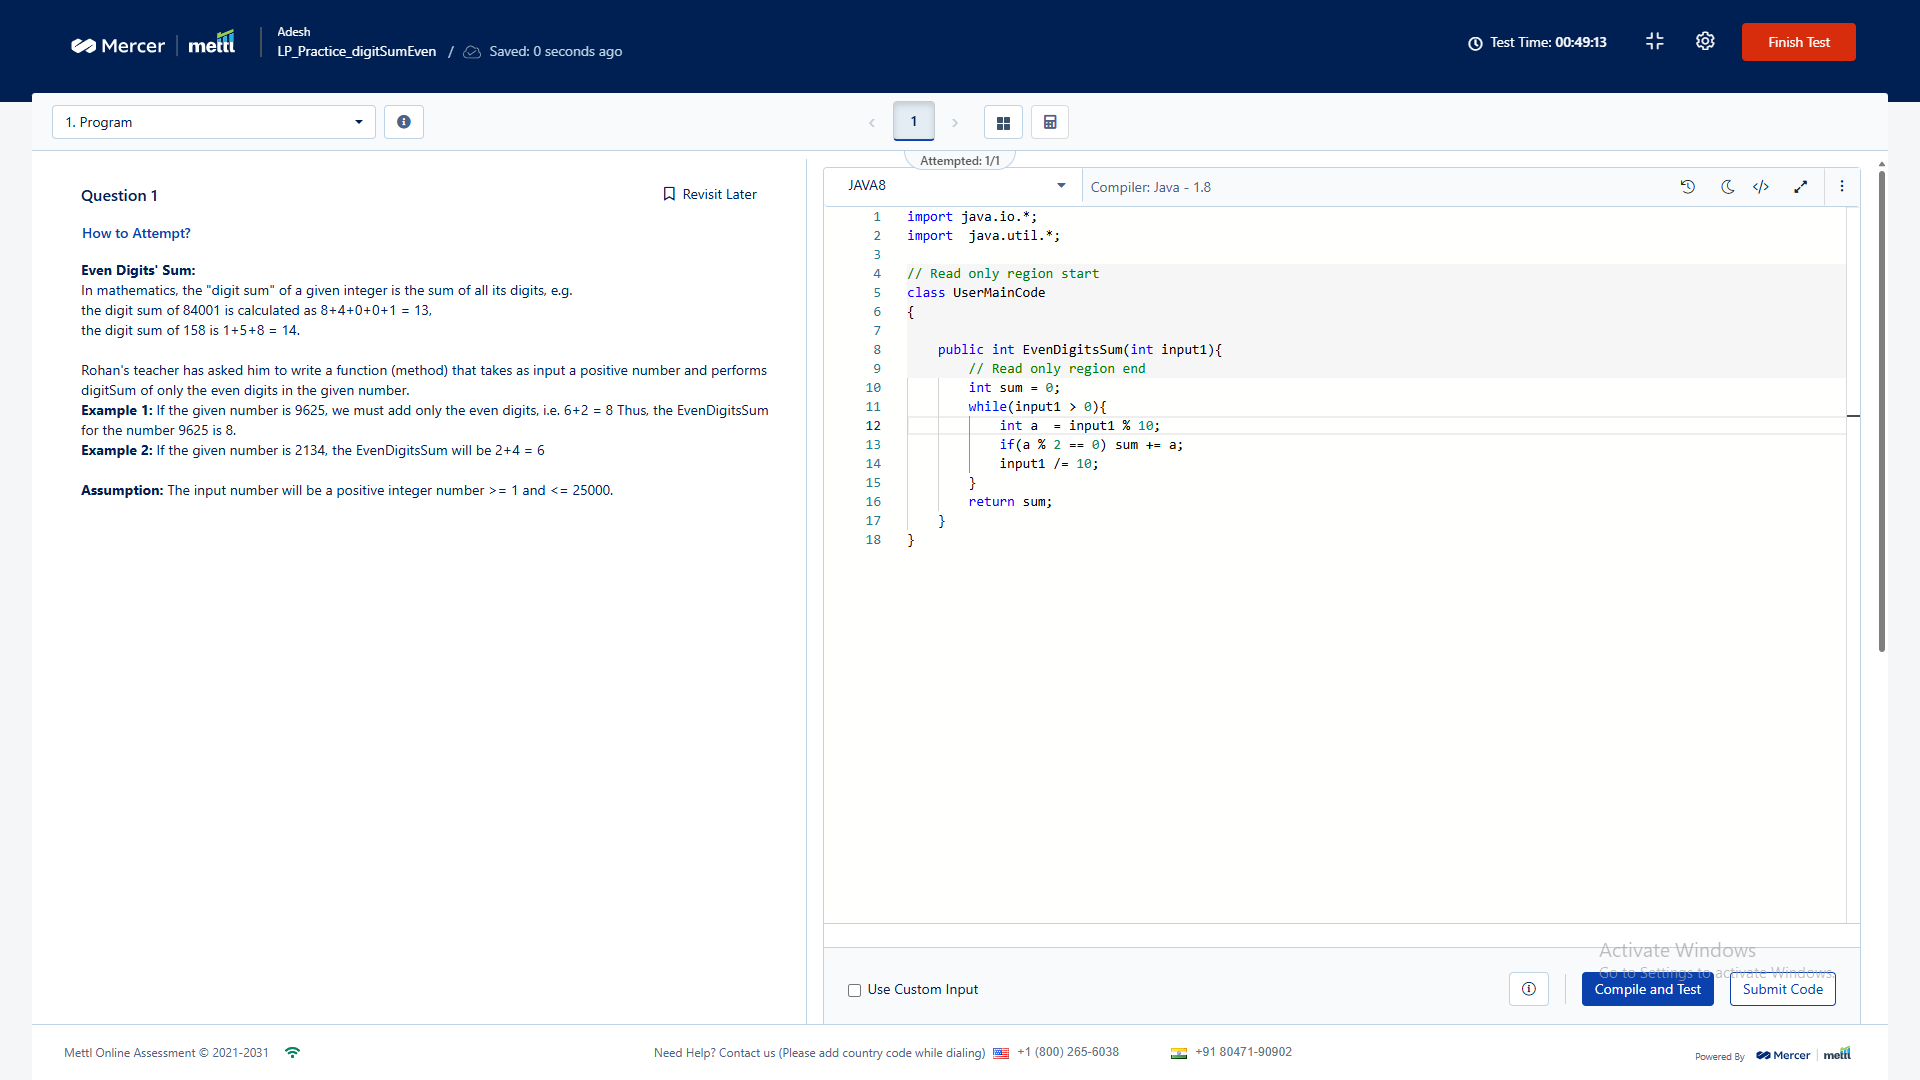 Mercer
mettl
Adesh
LP_Practice_digitSumEven / Saved: 0 seconds ago
Test Time: 00:49:13
Finish Test
1. Program
1
Attempted: 1/1
Question 1
Revisit Later
How to Attempt?
Even Digits' Sum:
In mathematics, the "digit sum" of a given integer is the sum of all its digits, e.g.
the digit sum of 84001 is calculated as 8+4+0+0+1 = 13,
the digit sum of 158 is 1+5+8 = 14.
Rohan's teacher has asked him to write a function (method) that takes as input a positive number and performs
digitSum of only the even digits in the given number.
Example 1: If the given number is 9625, we must add only the even digits, i.e. 6+2 = 8 Thus, the EvenDigitsSum
for the number 9625 is 8.
Example 2: If the given number is 2134, the EvenDigitsSum will be 2+4 = 6
Assumption: The input number will be a positive integer number >= 1 and <= 25000.
JAVA8
Compiler: Java - 1.8
1 import java.io.*;
2 import  java.util.*;
3
4 // Read only region start
5 class UserMainCode
6 {
7
8     public int EvenDigitsSum(int input1){
9         // Read only region end
10         int sum = 0;
11         while(input1 > 0){
12             int a  = input1 % 10;
13             if(a % 2 == 0) sum += a;
14             input1 /= 10;
15         }
16         return sum;
17     }
18 }
Activate Windows
Go to Settings to activate Windows.
Use Custom Input
Compile and Test
Submit Code
Mettl Online Assessment © 2021-2031
Need Help? Contact us (Please add country code while dialing) +1 (800) 265-6038 +91 80471-90902
Powered By Mercer mettl